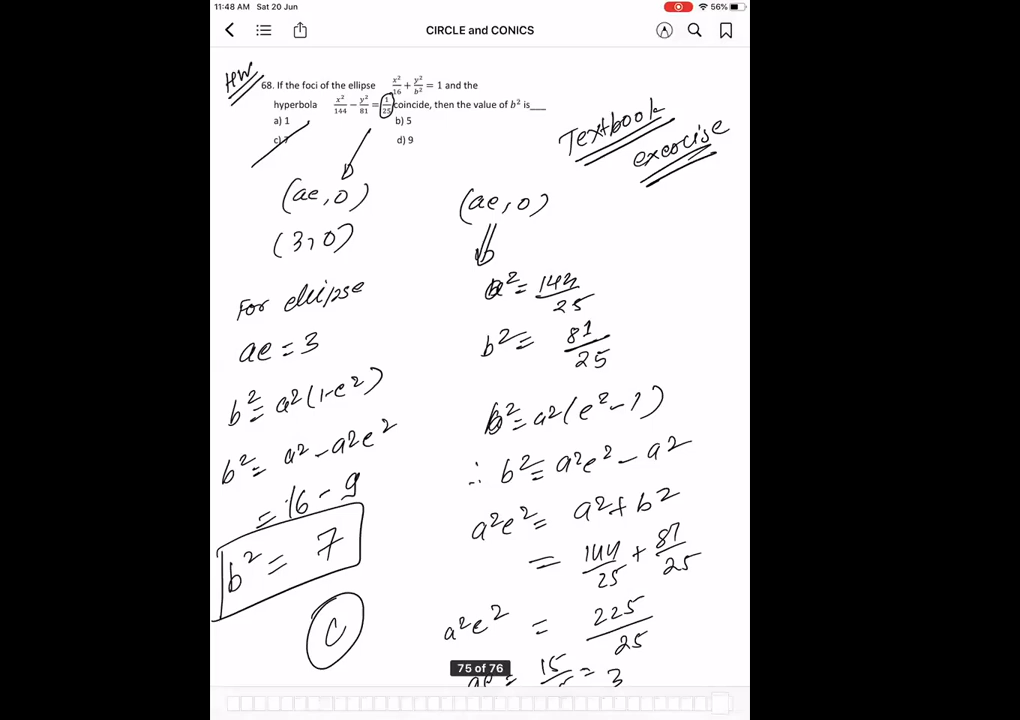 11:48 AM Sat 20 Jun 56%
CIRCLE and CONICS
HW
68. If the foci of the ellipse x²/16 + y²/b² = 1 and the
hyperbola x²/144 − y²/81 = 1/25 coincide, then the value of b² is___
a) 1 b) 5
c) 7 d) 9
Textbook
exercise
(ae, 0)
(3, 0)
For ellipse
ae = 3
b² = a²(1-e²)
b² = a² - a²e²
= 16 - 9
b² = 7
C
(ae, 0)
a² = 144/25
b² = 81/25
b² = a²(e² - 1)
∴ b² = a²e² - a²
a²e² = a² + b²
= 144/25 + 81/25
a²e² = 225/25
ae = 15/5 = 3
75 of 76